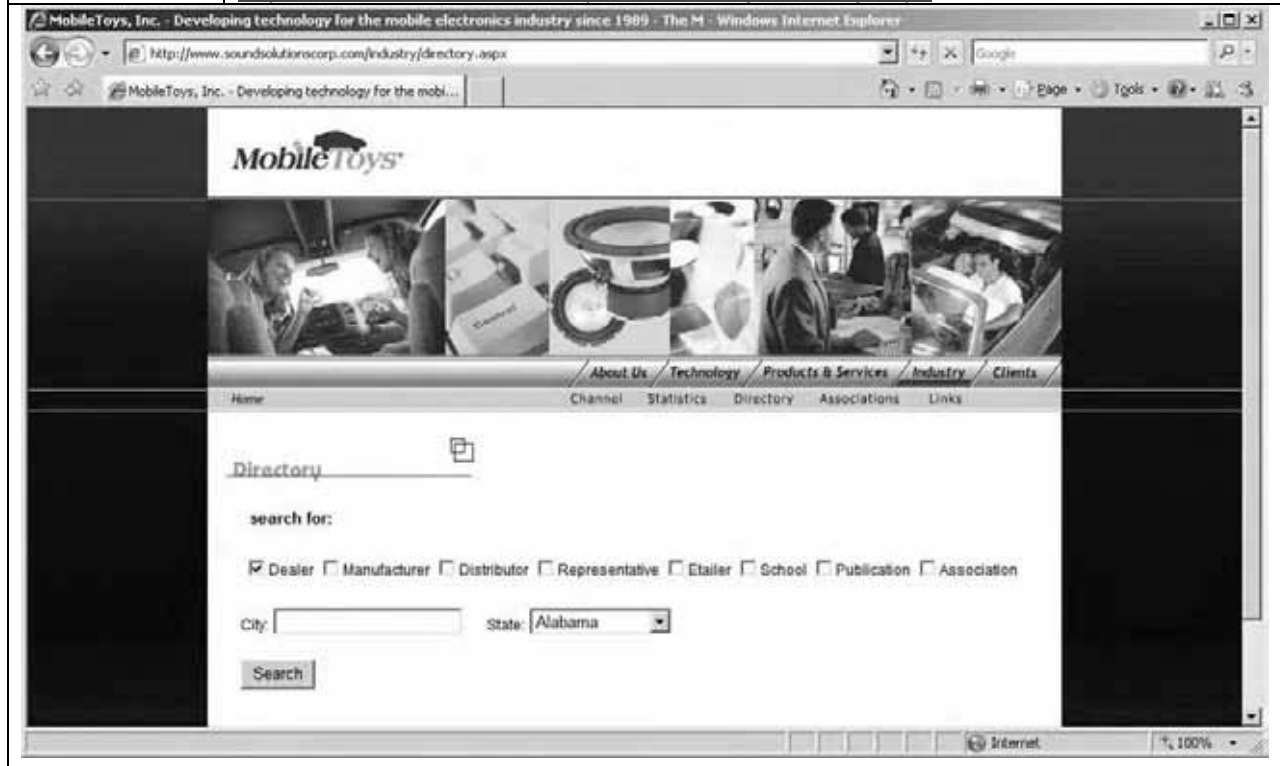 MobileToys, Inc. - Developing technology for the mobile electronics industry since 1989 - The M - Windows Internet Explorer
http://www.soundsolutionscorp.com/industry/directory.aspx
Google
MobileToys, Inc. - Developing technology for the mobi...
Page
Tools
MobileToys
About Us Technology Products & Services Industry Clients
Home Channel Statistics Directory Associations Links
Directory
search for:
Dealer Manufacturer Distributor Representative Etailer School Publication Association
City: State: Alabama
Search
Internet 100%